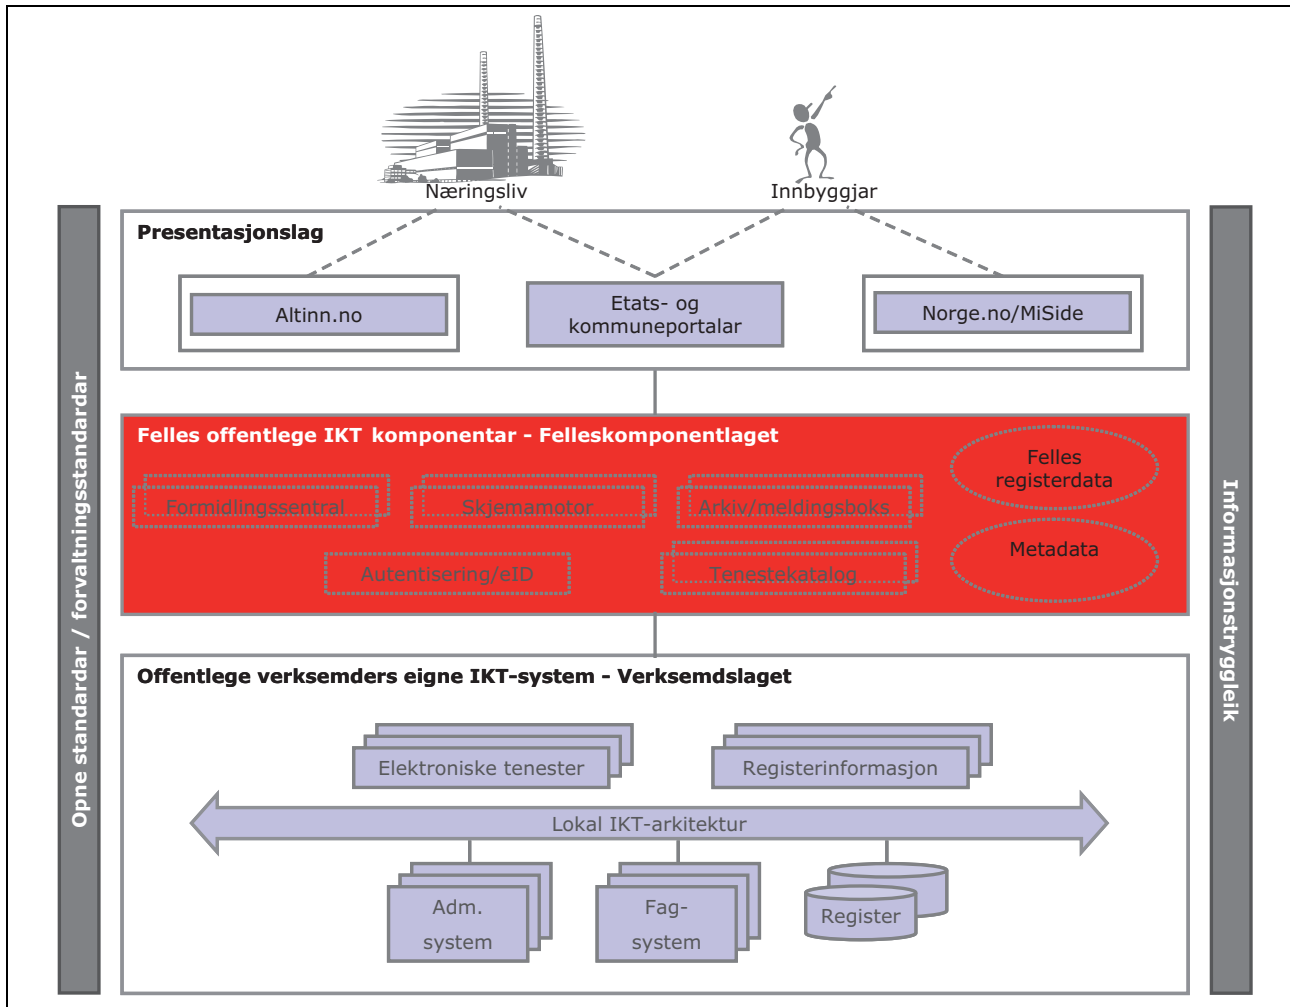 Næringsliv
Innbyggjar
Opne standardar / forvaltningsstandardar
Informasjonstryggleik
Presentasjonslag
Altinn.no
Etats- og
kommuneportalar
Norge.no/MiSide
Felles offentlege IKT komponentar - Felleskomponentlaget
Felles
registerdata
Formidlingssentral
Skjemamotor
Arkiv/meldingsboks
Metadata
Autentisering/eID
Tenestekatalog
Offentlege verksemders eigne IKT-system - Verksemdslaget
Elektroniske tenester
Registerinformasjon
Lokal IKT-arkitektur
Adm.
system
Fag-
system
Register